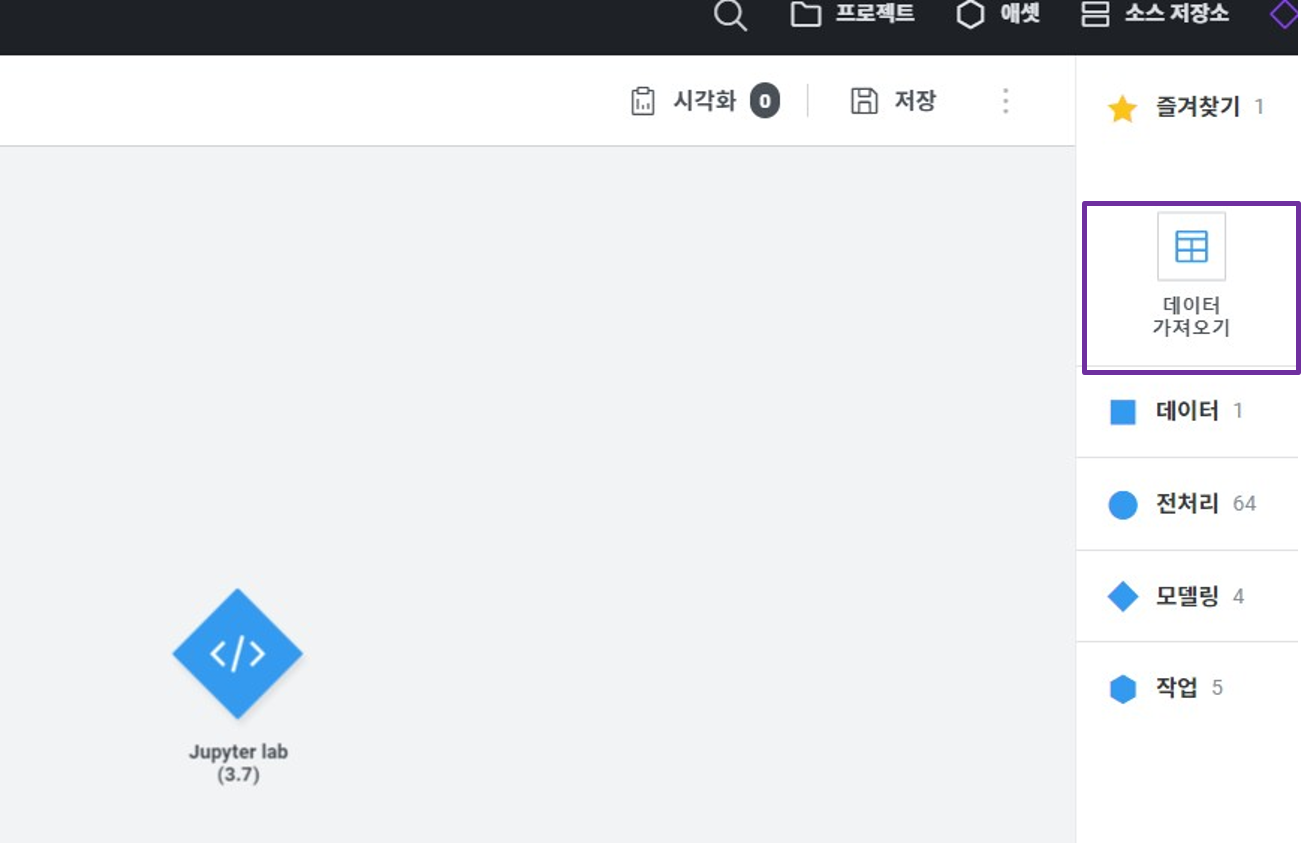 프로젝트 애셋 소스 저장소
시각화 0 저장
즐겨찾기 1
데이터
가져오기
데이터 1
전처리 64
모델링 4
작업 5
</>
Jupyter lab
(3.7)